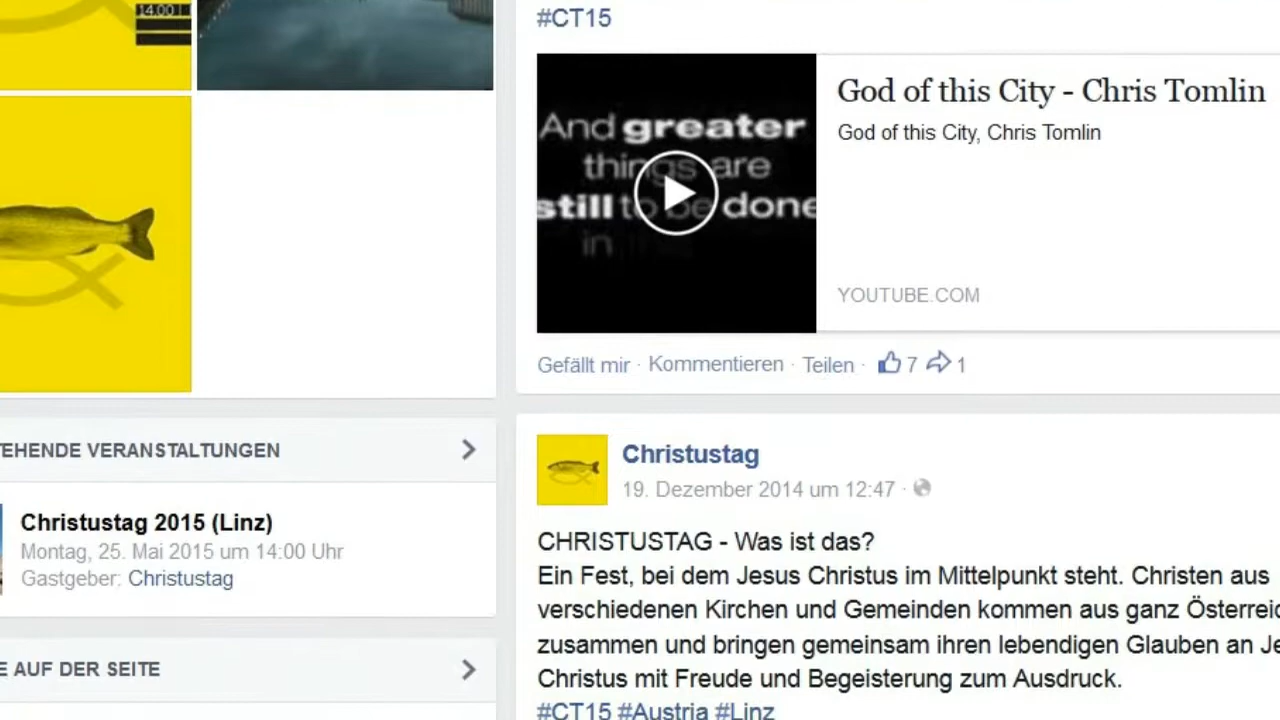 14.00
#CT15
And greater
things are
still to be done
in
God of this City - Chris Tomlin
God of this City, Chris Tomlin
YOUTUBE.COM
Gefällt mir · Kommentieren · Teilen · 7 1
EHENDE VERANSTALTUNGEN
Christustag 2015 (Linz)
Montag, 25. Mai 2015 um 14:00 Uhr
Gastgeber: Christustag
E AUF DER SEITE
Christustag
19. Dezember 2014 um 12:47 ·
CHRISTUSTAG - Was ist das?
Ein Fest, bei dem Jesus Christus im Mittelpunkt steht. Christen aus
verschiedenen Kirchen und Gemeinden kommen aus ganz Österreic
zusammen und bringen gemeinsam ihren lebendigen Glauben an Je
Christus mit Freude und Begeisterung zum Ausdruck.
#CT15 #Austria #Linz